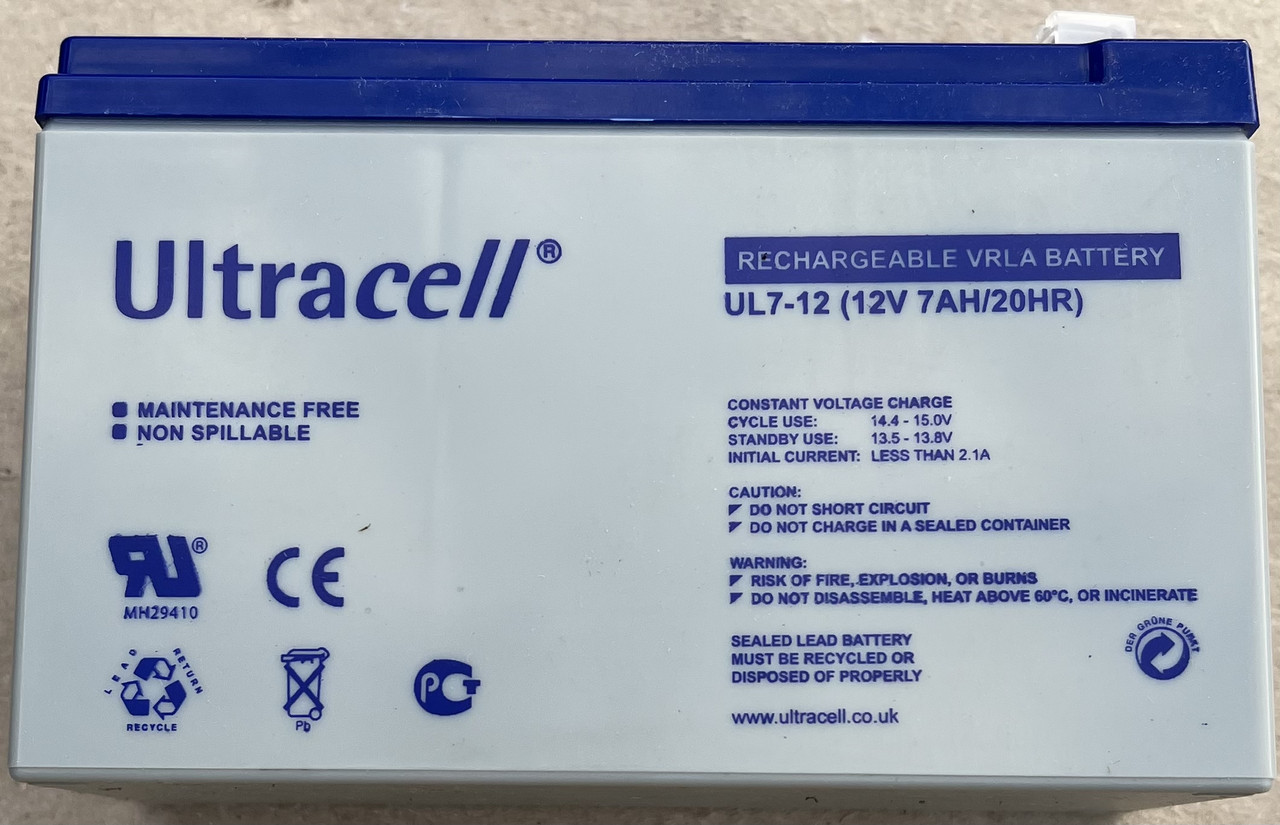 Ultracell®
MAINTENANCE FREE
NON SPILLABLE
RU®
MH29410
CE
LEAD RETURN
RECYCLE
Pb
PCT
RECHARGEABLE VRLA BATTERY
UL7-12 (12V 7AH/20HR)
CONSTANT VOLTAGE CHARGE
CYCLE USE: 14.4 - 15.0V
STANDBY USE: 13.5 - 13.8V
INITIAL CURRENT: LESS THAN 2.1A
CAUTION:
DO NOT SHORT CIRCUIT
DO NOT CHARGE IN A SEALED CONTAINER
WARNING:
RISK OF FIRE, EXPLOSION, OR BURNS
DO NOT DISASSEMBLE, HEAT ABOVE 60°C, OR INCINERATE
SEALED LEAD BATTERY
MUST BE RECYCLED OR
DISPOSED OF PROPERLY
DER GRÜNE PUNKT
www.ultracell.co.uk